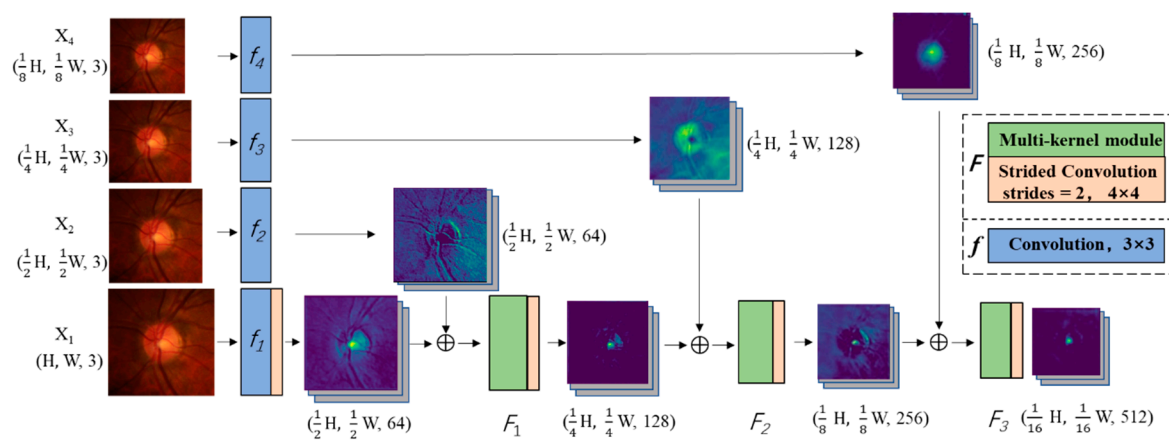 X4
(1/8 H, 1/8 W, 3)
f4
(1/8 H, 1/8 W, 256)
X3
(1/4 H, 1/4 W, 3)
f3
(1/4 H, 1/4 W, 128)
X2
(1/2 H, 1/2 W, 3)
f2
(1/2 H, 1/2 W, 64)
X1
(H, W, 3)
f1
(1/2 H, 1/2 W, 64)
F1
(1/4 H, 1/4 W, 128)
F2
(1/8 H, 1/8 W, 256)
F3
(1/16 H, 1/16 W, 512)
F
Multi-kernel module
Strided Convolution
strides = 2, 4×4
f
Convolution, 3×3